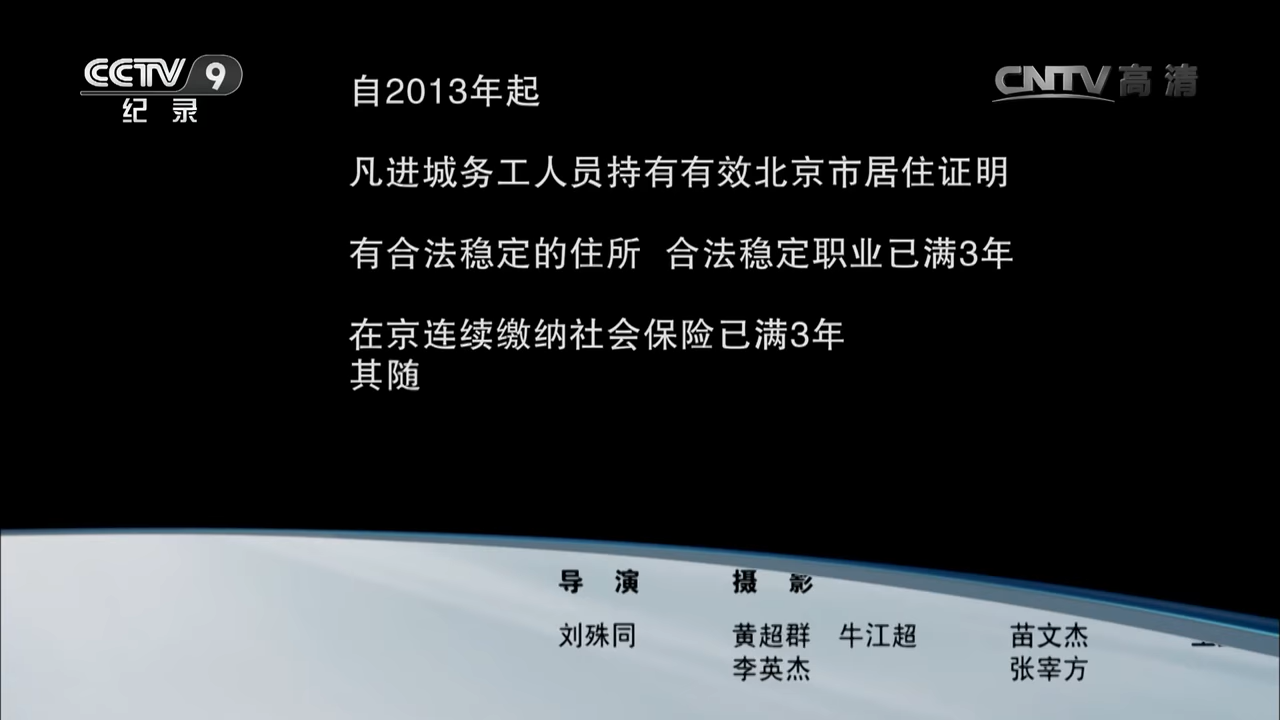 CCTV 9
纪录
CNTV高清
自2013年起
凡进城务工人员持有有效北京市居住证明
有合法稳定的住所 合法稳定职业已满3年
在京连续缴纳社会保险已满3年
其随
导演 摄影
刘殊同 黄超群 牛江超 苗文杰
李英杰 张宰方